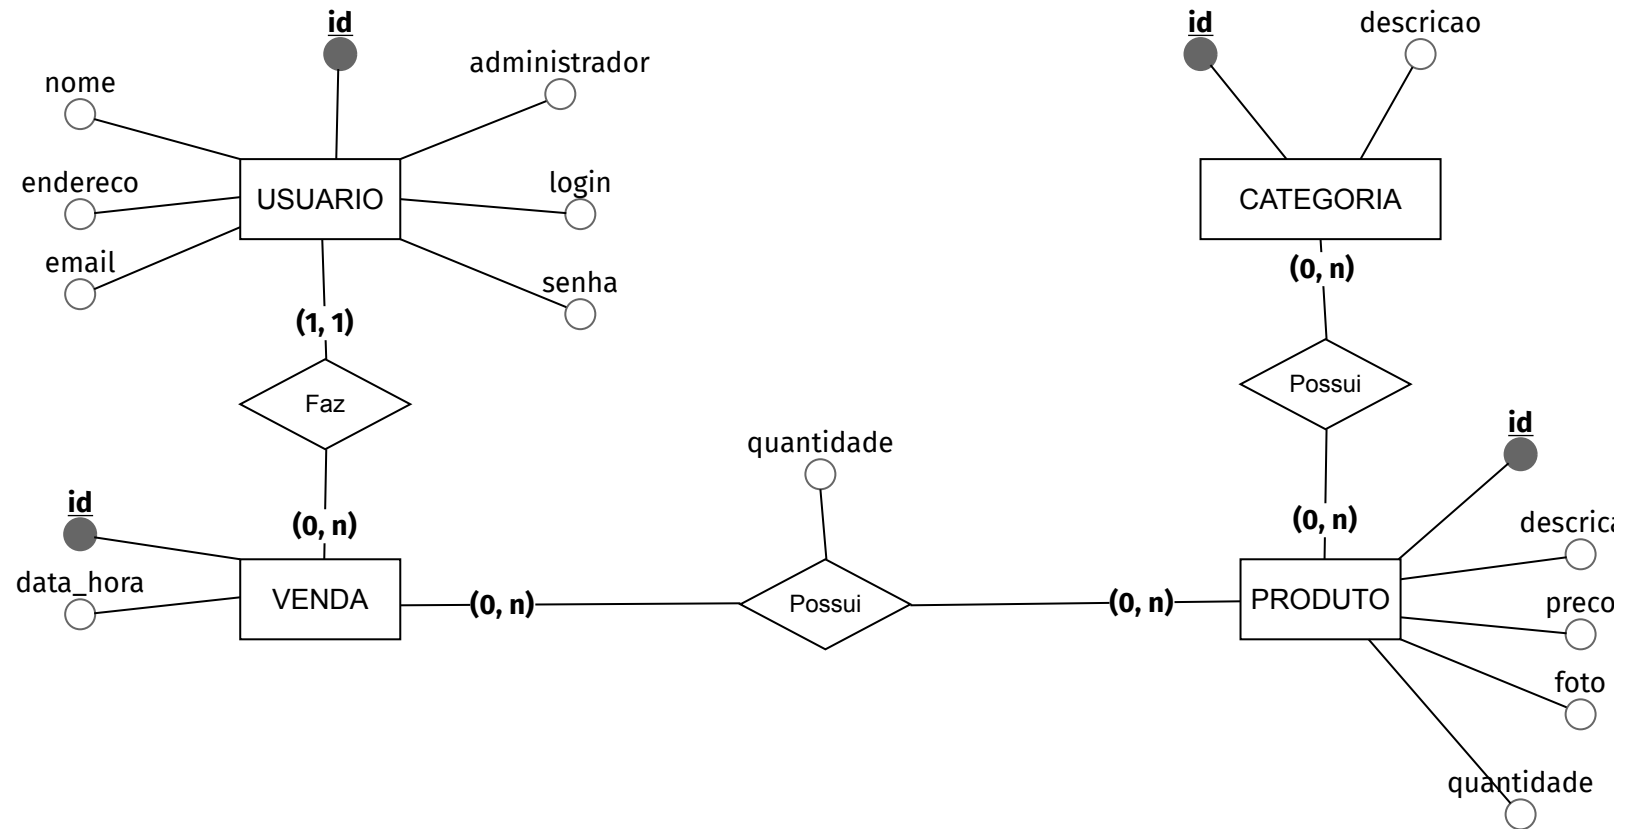 id
id
descricao
nome
administrador
endereco
USUARIO
login
CATEGORIA
email
senha
(0, n)
(1, 1)
Possui
Faz
id
quantidade
id
(0, n)
(0, n)
data_hora
VENDA
(0, n)
Possui
(0, n)
PRODUTO
preco
foto
quantidade